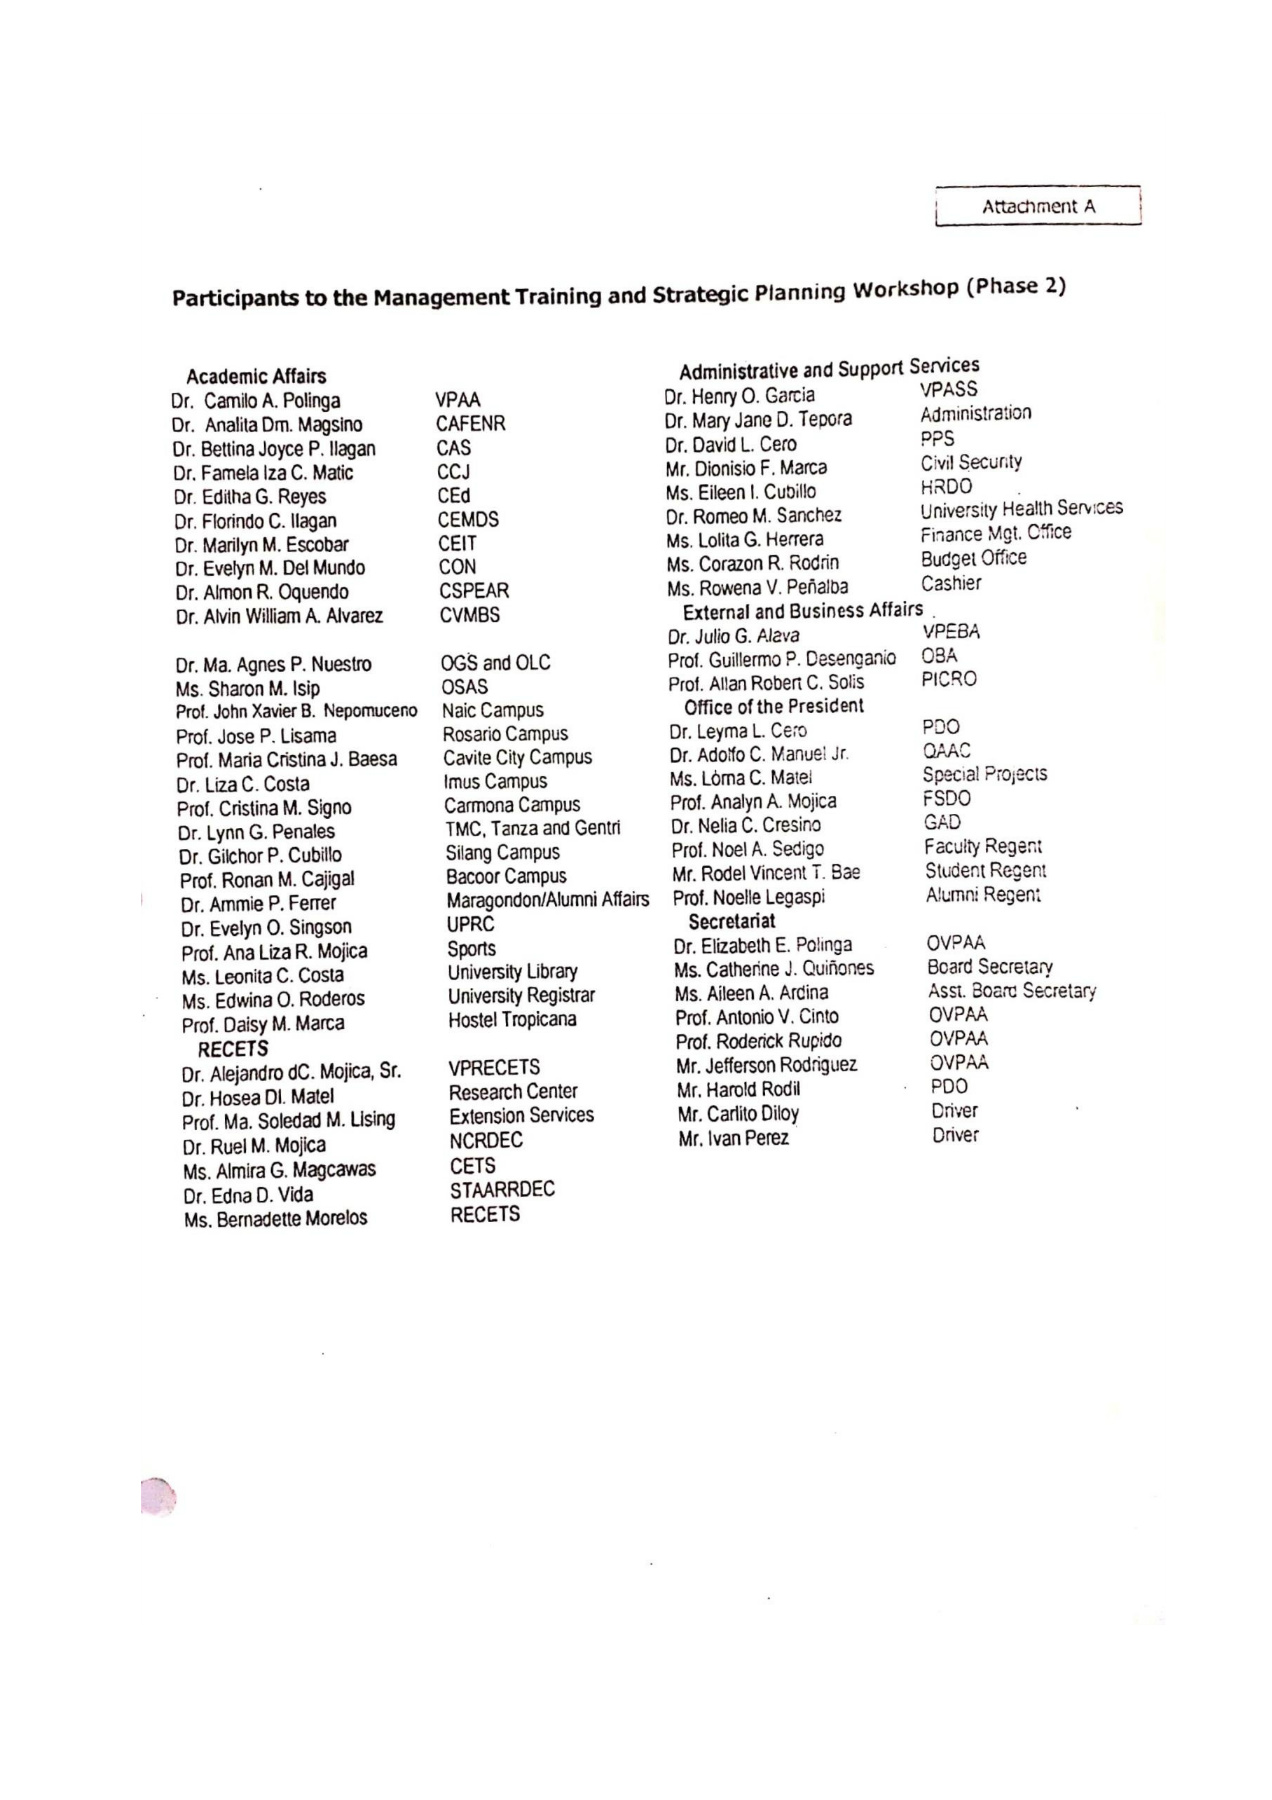 Attachment A
Participants to the Management Training and Strategic Planning Workshop (Phase 2)
Academic Affairs
Dr. Camilo A. Polinga VPAA
Dr. Analita Dm. Magsino CAFENR
Dr. Bettina Joyce P. Ilagan CAS
Dr. Famela Iza C. Matic CCJ
Dr. Editha G. Reyes CEd
Dr. Florindo C. Ilagan CEMDS
Dr. Marilyn M. Escobar CEIT
Dr. Evelyn M. Del Mundo CON
Dr. Almon R. Oquendo CSPEAR
Dr. Alvin William A. Alvarez CVMBS
Dr. Ma. Agnes P. Nuestro OGS and OLC
Ms. Sharon M. Isip OSAS
Prof. John Xavier B. Nepomuceno Naic Campus
Prof. Jose P. Lisama Rosario Campus
Prof. Maria Cristina J. Baesa Cavite City Campus
Dr. Liza C. Costa Imus Campus
Prof. Cristina M. Signo Carmona Campus
Dr. Lynn G. Penales TMC, Tanza and Gentri
Dr. Gilchor P. Cubillo Silang Campus
Prof. Ronan M. Cajigal Bacoor Campus
Dr. Ammie P. Ferrer Maragondon/Alumni Affairs
Dr. Evelyn O. Singson UPRC
Prof. Ana Liza R. Mojica Sports
Ms. Leonita C. Costa University Library
Ms. Edwina O. Roderos University Registrar
Prof. Daisy M. Marca Hostel Tropicana
RECETS
Dr. Alejandro dC. Mojica, Sr. VPRECETS
Dr. Hosea Dl. Matel Research Center
Prof. Ma. Soledad M. Lising Extension Services
Dr. Ruel M. Mojica NCRDEC
Ms. Almira G. Magcawas CETS
Dr. Edna D. Vida STAARRDEC
Ms. Bernadette Morelos RECETS
Administrative and Support Services
Dr. Henry O. Garcia VPASS
Dr. Mary Jane D. Tepora Administration
Dr. David L. Cero PPS
Mr. Dionisio F. Marca Civil Security
Ms. Eileen I. Cubillo HRDO
Dr. Romeo M. Sanchez University Health Services
Ms. Lolita G. Herrera Finance Mgt. Office
Ms. Corazon R. Rodrin Budget Office
Ms. Rowena V. Peñalba Cashier
External and Business Affairs
Dr. Julio G. Alava VPEBA
Prof. Guillermo P. Desenganio OBA
Prof. Allan Robert C. Solis PICRO
Office of the President
Dr. Leyma L. Cero PDO
Dr. Adolfo C. Manuel Jr. QAAC
Ms. Lorna C. Matel Special Projects
Prof. Analyn A. Mojica FSDO
Dr. Nelia C. Cresino GAD
Prof. Noel A. Sedigo Faculty Regent
Mr. Rodel Vincent T. Bae Student Regent
Prof. Noelle Legaspi Alumni Regent
Secretariat
Dr. Elizabeth E. Polinga OVPAA
Ms. Catherine J. Quiñones Board Secretary
Ms. Aileen A. Ardina Asst. Board Secretary
Prof. Antonio V. Cinto OVPAA
Prof. Roderick Rupido OVPAA
Mr. Jefferson Rodriguez OVPAA
Mr. Harold Rodil PDO
Mr. Carlito Diloy Driver
Mr. Ivan Perez Driver